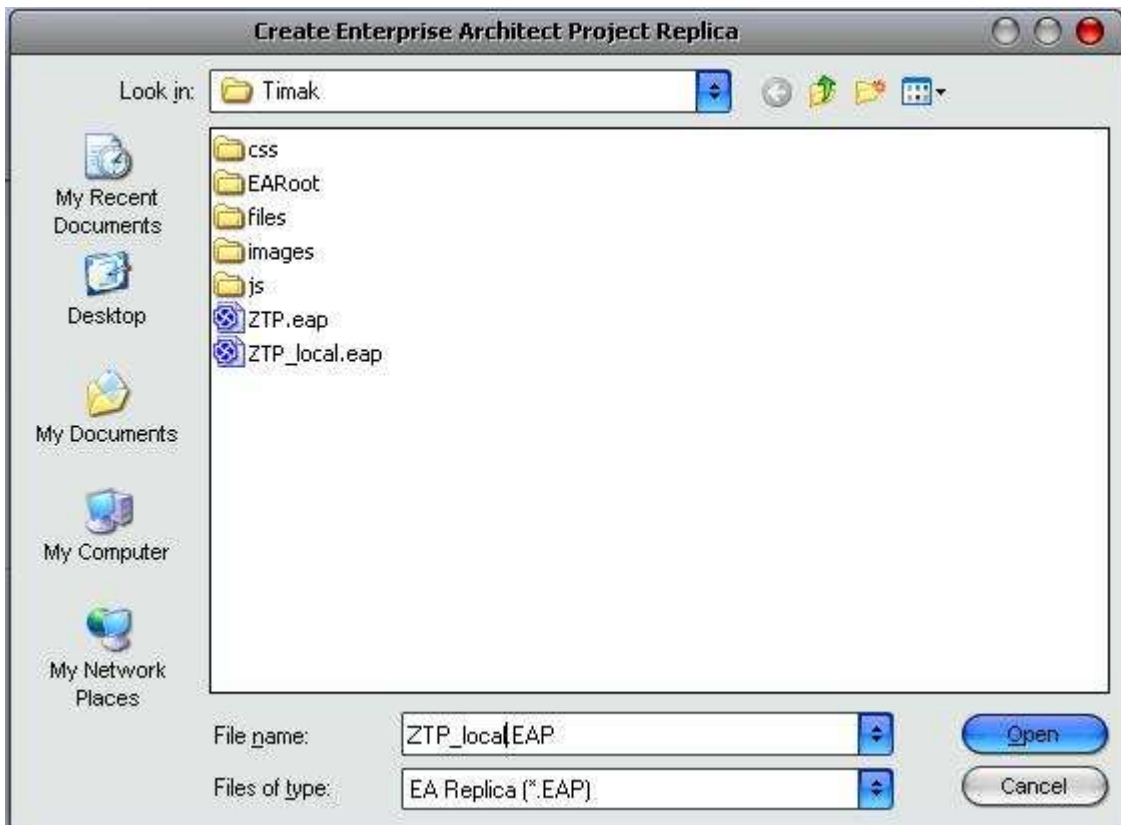 Create Enterprise Architect Project Replica
Look in: Timak
My Recent
Documents
Desktop
My Documents
My Computer
My Network
Places
css
EARoot
files
images
js
ZTP.eap
ZTP_local.eap
File name: ZTP_local.EAP Open
Files of type: EA Replica (*.EAP) Cancel